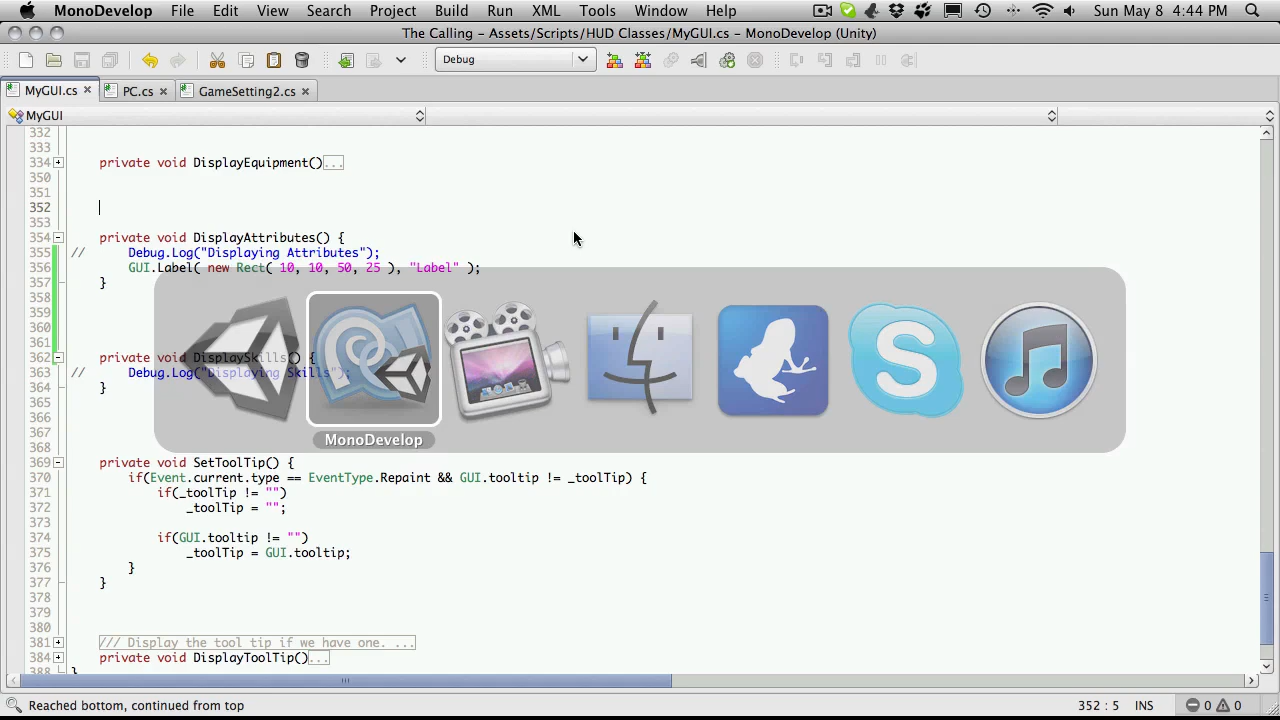 MonoDevelop File Edit View Search Project Build Run XML Tools Window Help Sun May 8 4:44 PM
The Calling - Assets/Scripts/HUD Classes/MyGUI.cs - MonoDevelop (Unity)
Debug
MyGUI.cs PC.cs GameSetting2.cs
MyGUI
332
333
334 private void DisplayEquipment()...
350
351
352
353
354 private void DisplayAttributes() {
355 // Debug.Log("Displaying Attributes");
356 GUI.Label( new Rect( 10, 10, 50, 25 ), "Label" );
357 }
358
359
360
361
362 private void DisplaySkills() {
363 // Debug.Log("Displaying Skills");
364 }
365
366
367
368
369 private void SetToolTip() {
370 if(Event.current.type == EventType.Repaint && GUI.tooltip != _toolTip) {
371 if(_toolTip != "")
372 _toolTip = "";
373
374 if(GUI.tooltip != "")
375 _toolTip = GUI.tooltip;
376 }
377 }
378
379
380
381 /// Display the tool tip if we have one. ...
384 private void DisplayToolTip()...
388 }
MonoDevelop
Reached bottom, continued from top 352 : 5 INS 0 0